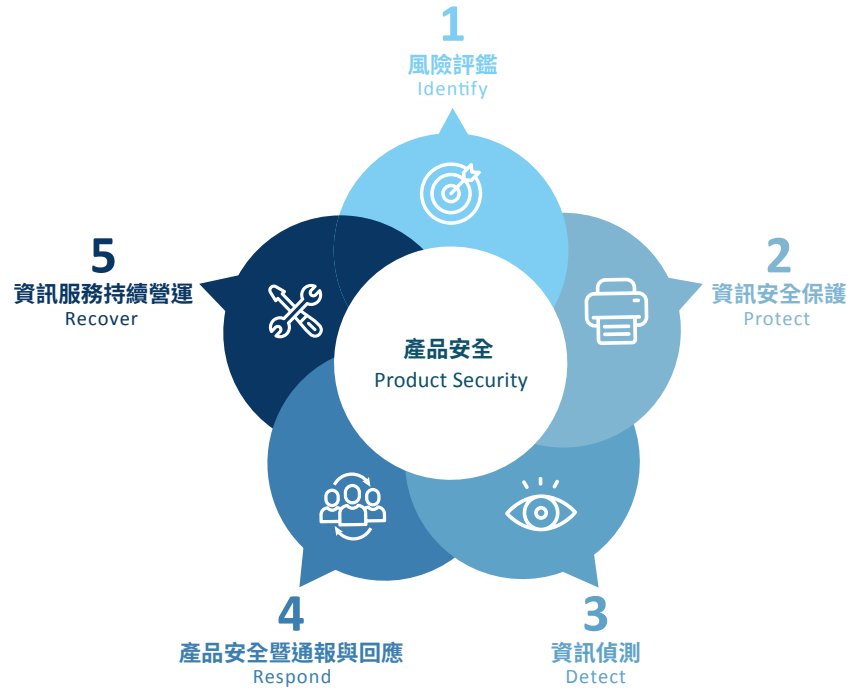 1
風險評鑑
Identify
2
資訊安全保護
Protect
3
資訊偵測
Detect
4
產品安全暨通報與回應
Respond
5
資訊服務持續營運
Recover
產品安全
Product Security